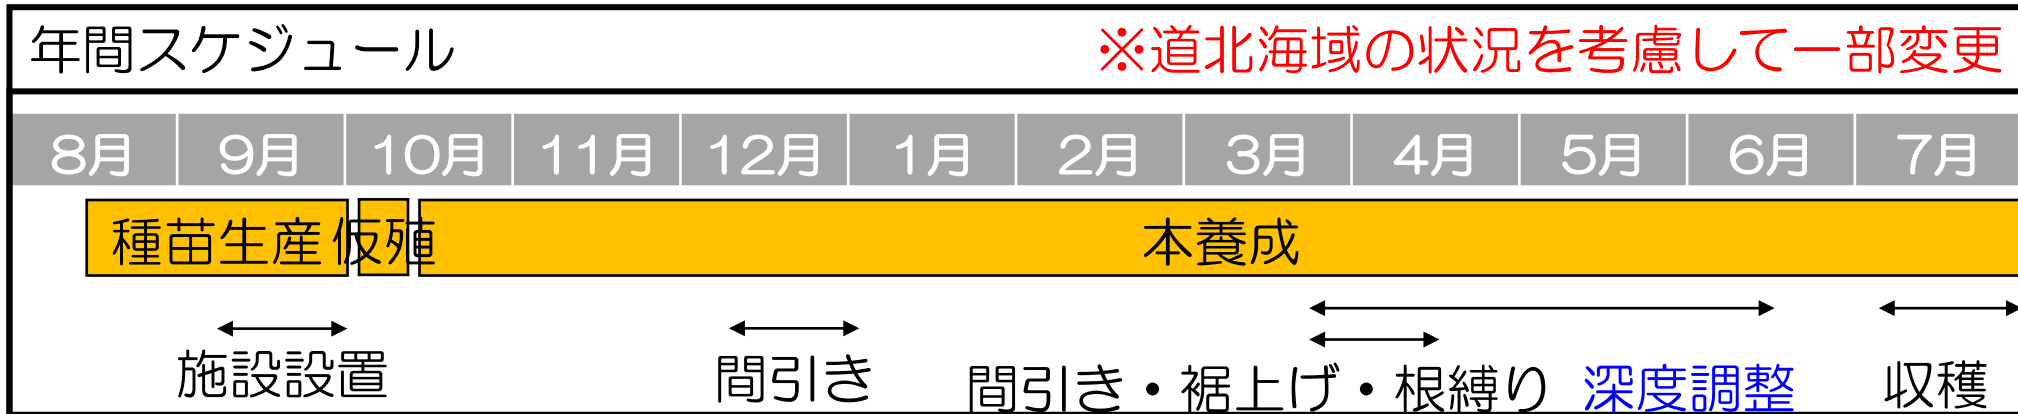 年間スケジュール ※道北海域の状況を考慮して一部変更
8月 9月 10月 11月 12月 1月 2月 3月 4月 5月 6月 7月
種苗生産 仮殖 本養成
施設設置 間引き 間引き・裾上げ・根縛り 深度調整 収穫